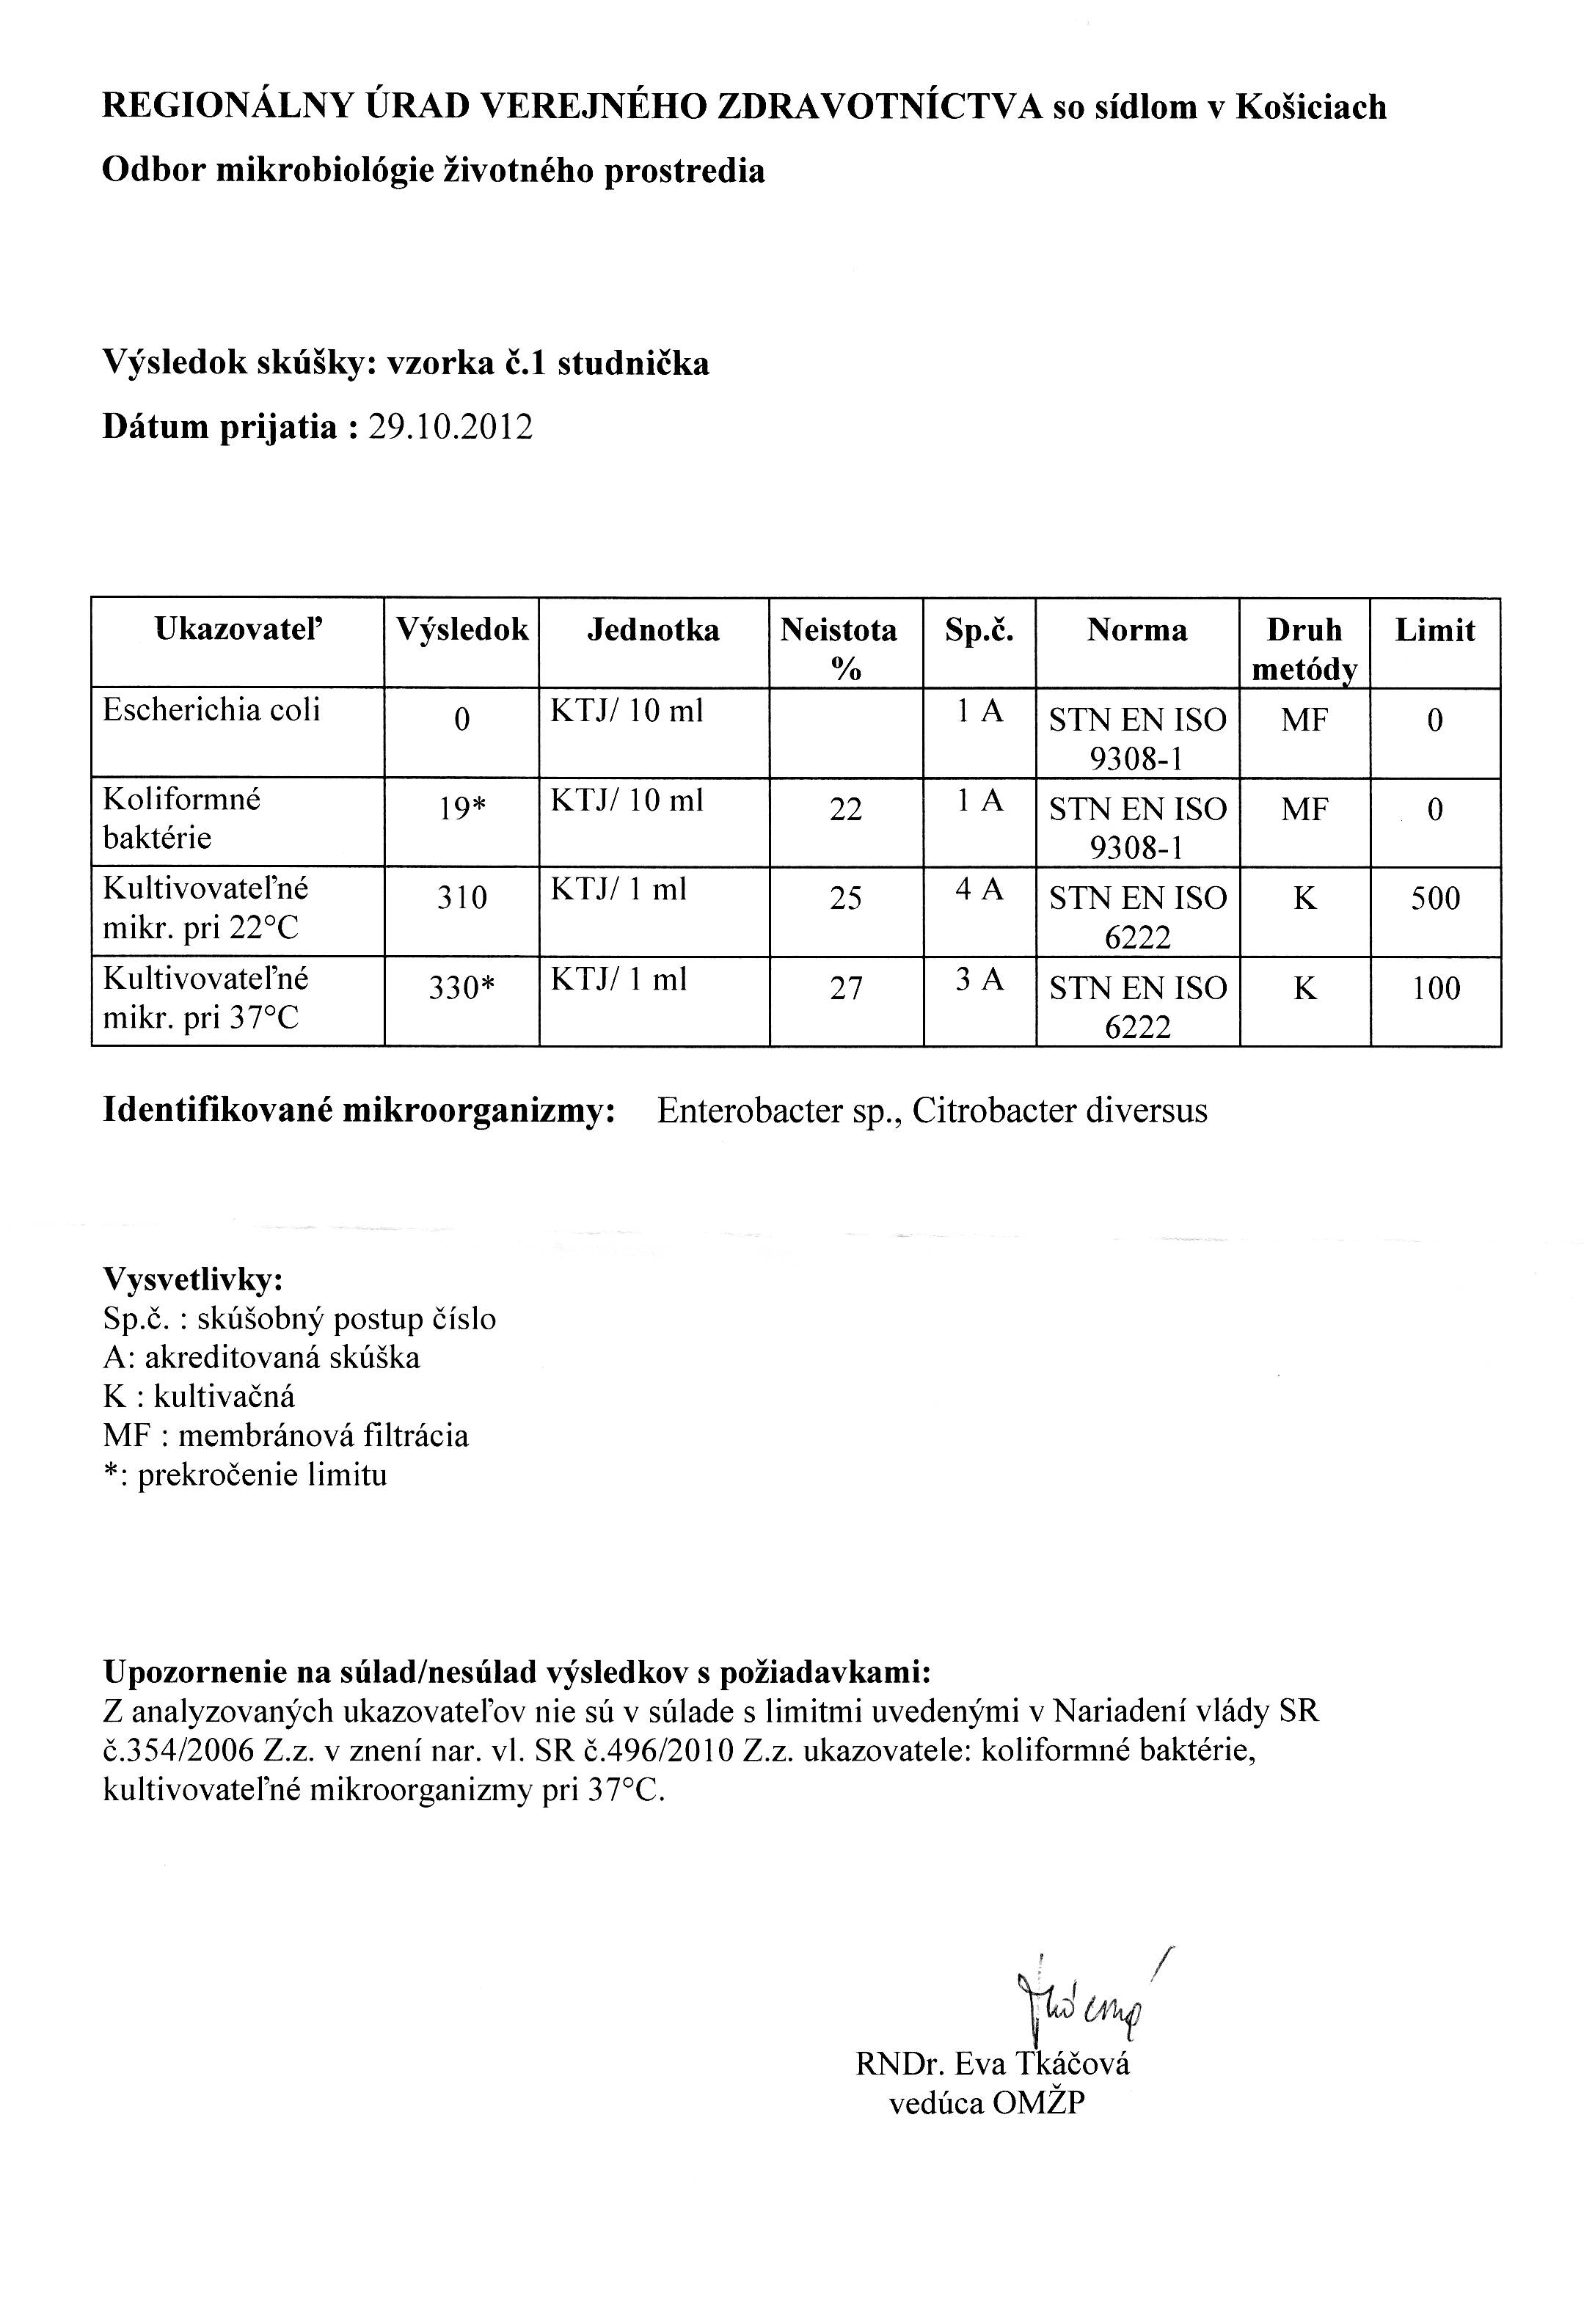 REGIONÁLNY ÚRAD VEREJNÉHO ZDRAVOTNÍCTVA so sídlom v Košiciach
Odbor mikrobiológie životného prostredia
Výsledok skúšky: vzorka č.1 studnička
Dátum prijatia : 29.10.2012
Ukazovateľ Výsledok Jednotka Neistota % Sp.č. Norma Druh metódy Limit
Escherichia coli 0 KTJ/ 10 ml 1 A STN EN ISO 9308-1 MF 0
Koliformné baktérie 19* KTJ/ 10 ml 22 1 A STN EN ISO 9308-1 MF 0
Kultivovateľné mikr. pri 22°C 310 KTJ/ 1 ml 25 4 A STN EN ISO 6222 K 500
Kultivovateľné mikr. pri 37°C 330* KTJ/ 1 ml 27 3 A STN EN ISO 6222 K 100
Identifikované mikroorganizmy: Enterobacter sp., Citrobacter diversus
Vysvetlivky:
Sp.č. : skúšobný postup číslo
A: akreditovaná skúška
K : kultivačná
MF : membránová filtrácia
*: prekročenie limitu
Upozornenie na súlad/nesúlad výsledkov s požiadavkami:
Z analyzovaných ukazovateľov nie sú v súlade s limitmi uvedenými v Nariadení vlády SR
č.354/2006 Z.z. v znení nar. vl. SR č.496/2010 Z.z. ukazovatele: koliformné baktérie,
kultivovateľné mikroorganizmy pri 37°C.
RNDr. Eva Tkáčová
vedúca OMŽP